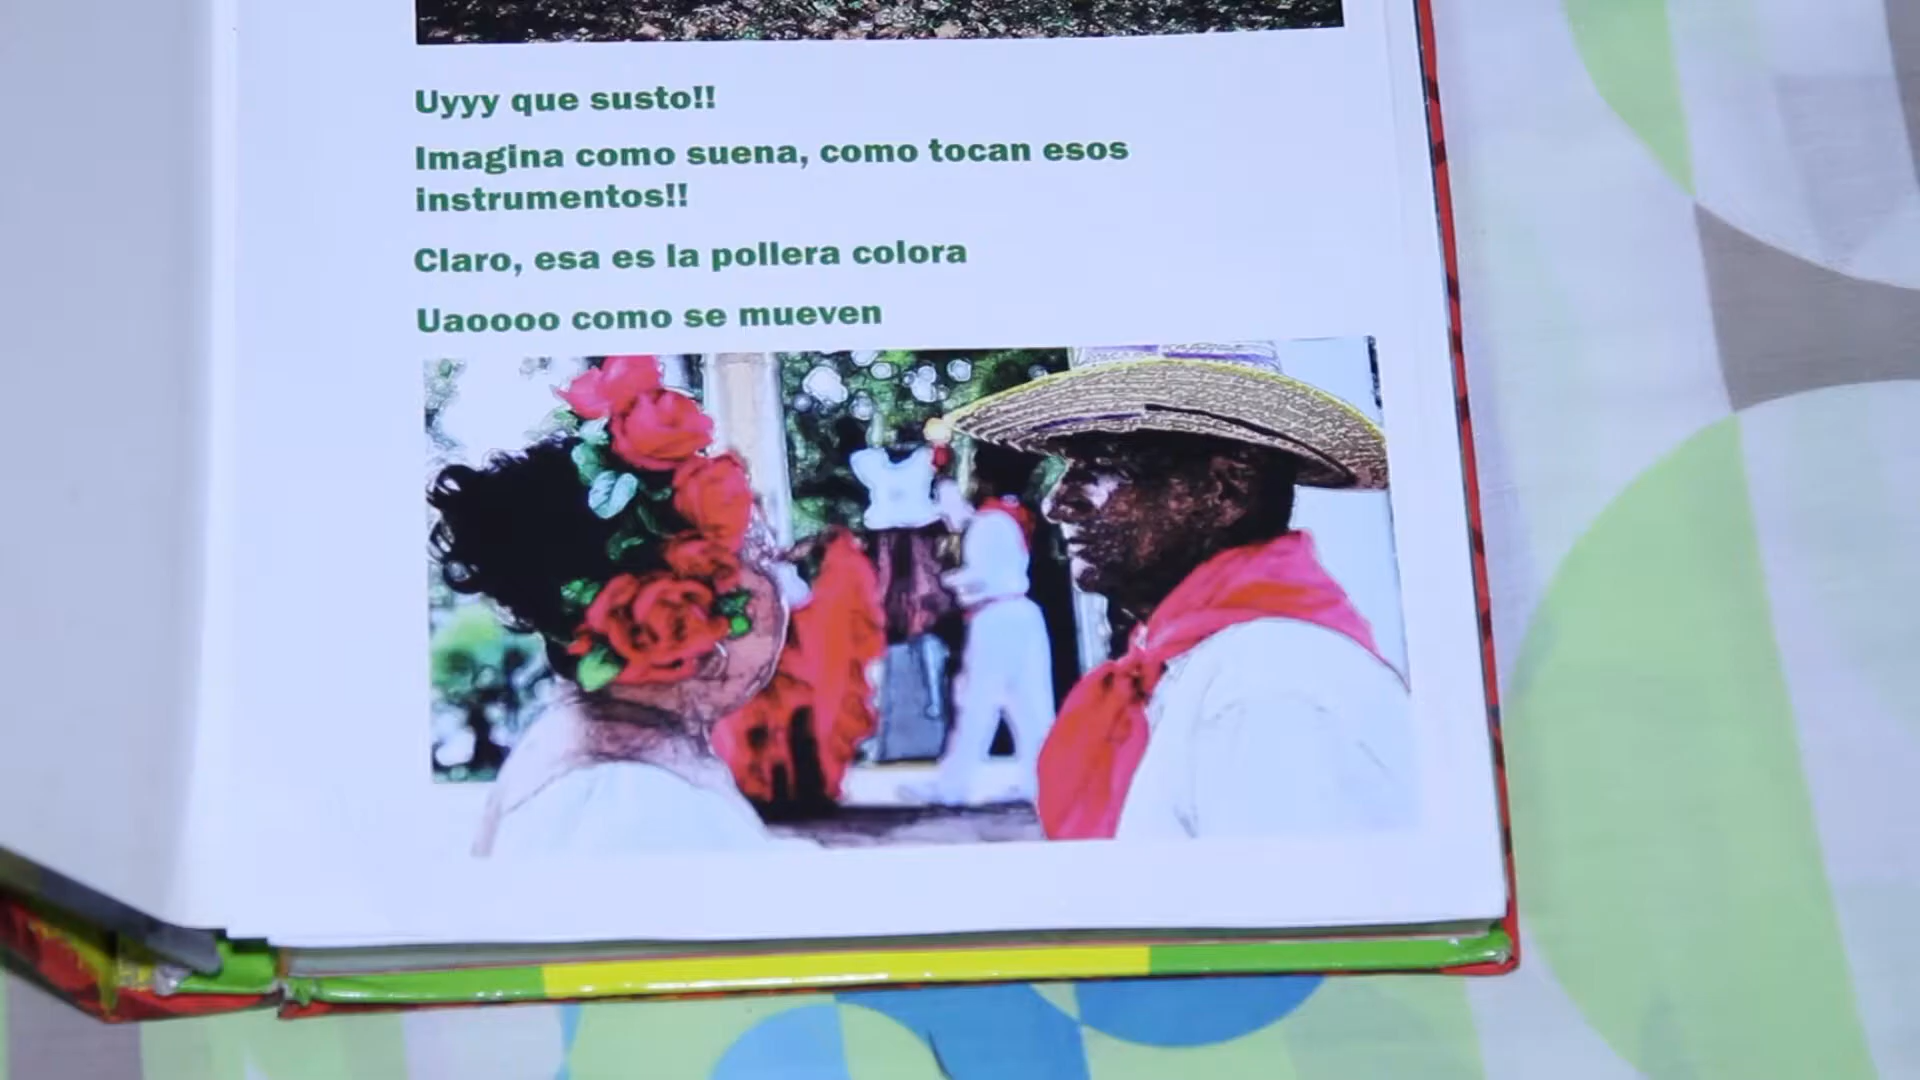 Uyyy que susto!!
Imagina como suena, como tocan esos
instrumentos!!
Claro, esa es la pollera colora
Uaoooo como se mueven